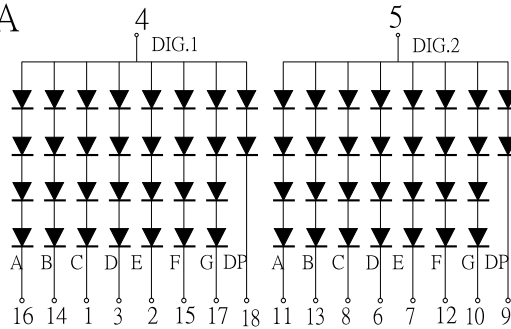 A
4 5
DIG.1 DIG.2
A B C D E F G DP A B C D E F G DP
16 14 1 3 2 15 17 18 11 13 8 6 7 12 10 9